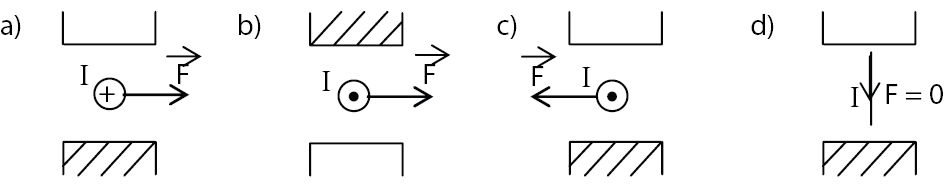 a) I F
b) I F
c) F I
d) I F = 0